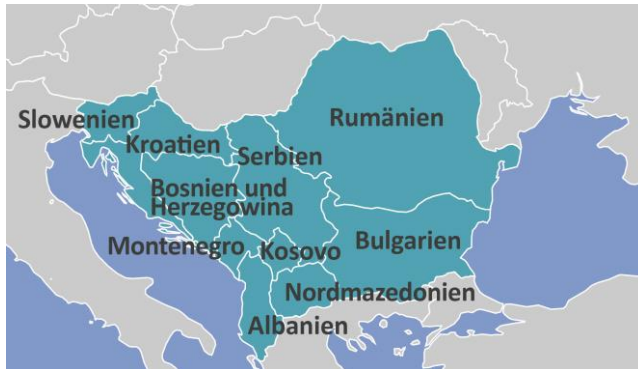 Slowenien
Rumänien
Kroatien
Serbien
Bosnien und
Herzegowina
Montenegro
Kosovo
Bulgarien
Nordmazedonien
Albanien